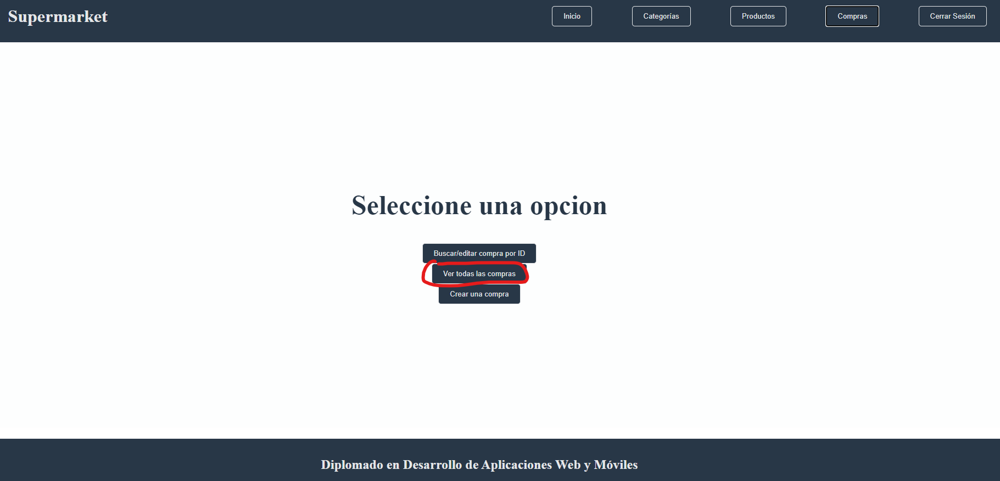 Supermarket
Inicio
Categorías
Productos
Compras
Cerrar Sesión
Seleccione una opcion
Buscar/editar compra por ID
Ver todas las compras
Crear una compra
Diplomado en Desarrollo de Aplicaciones Web y Móviles